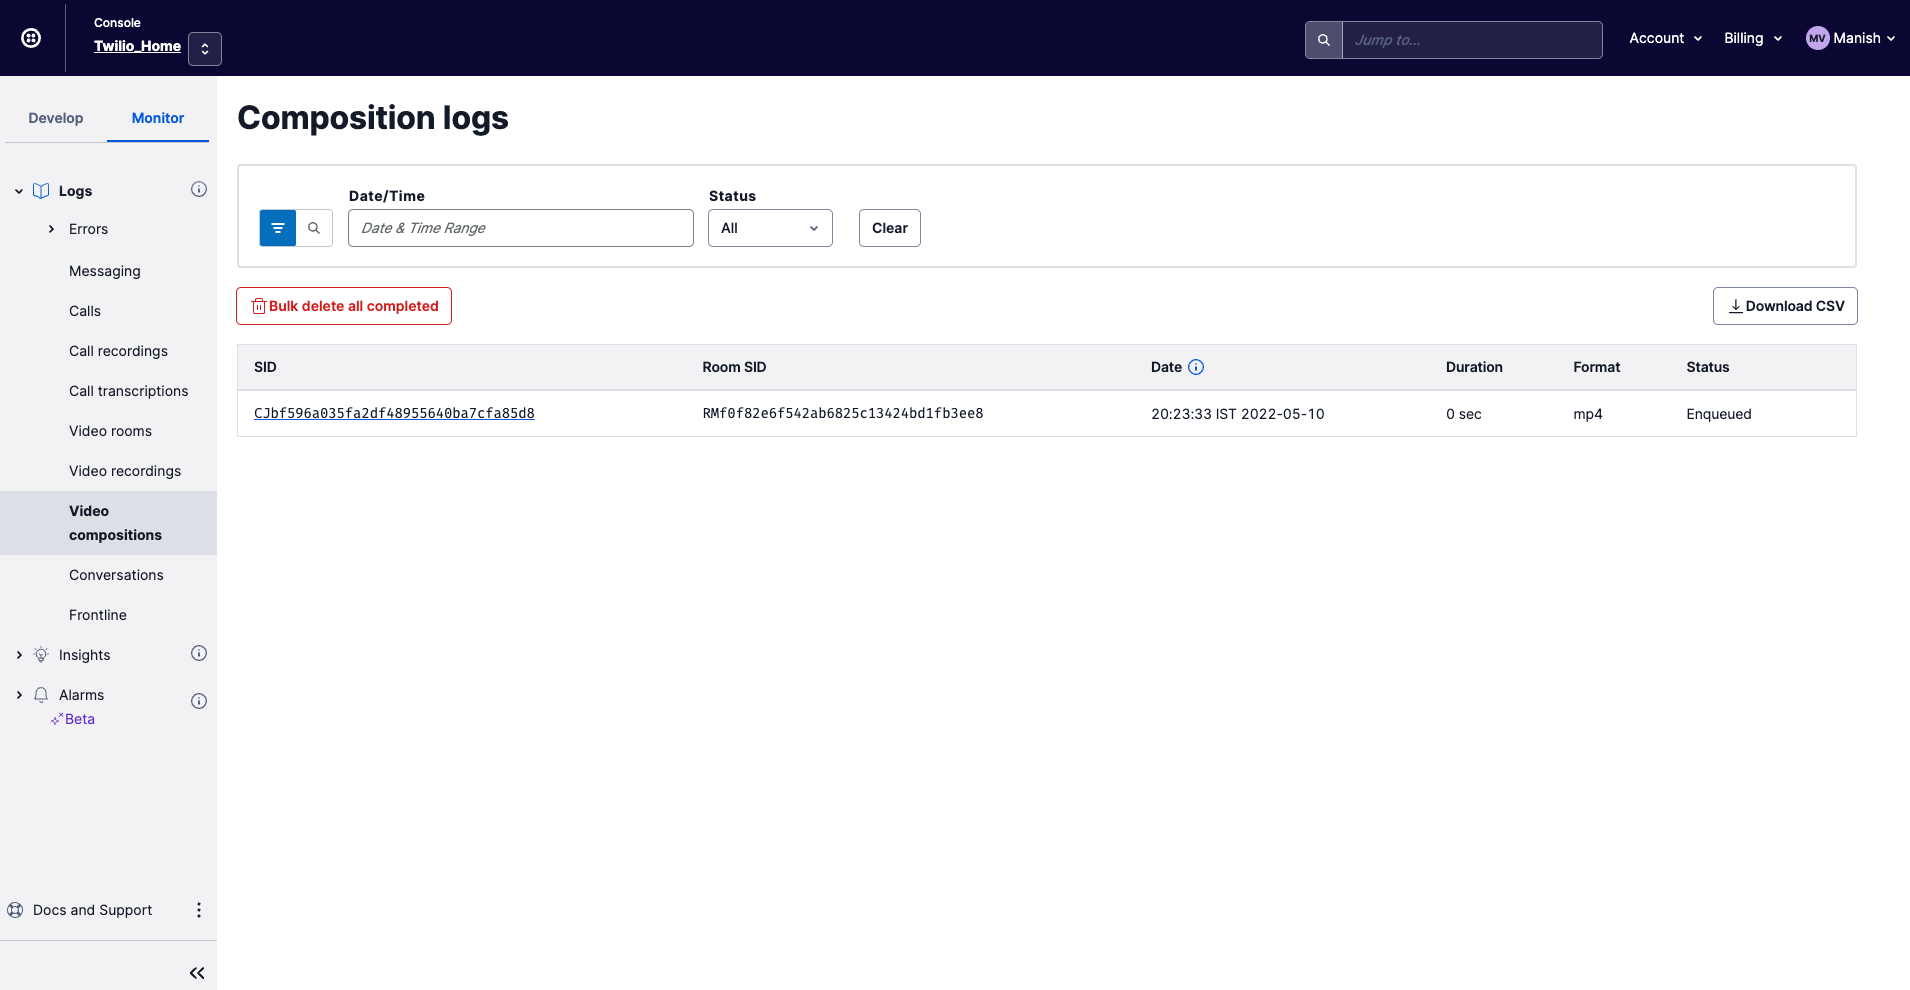 Console
Twilio_Home
Jump to...
Account
Billing
MV Manish
Develop
Monitor
Logs
Errors
Messaging
Calls
Call recordings
Call transcriptions
Video rooms
Video recordings
Video
compositions
Conversations
Frontline
Insights
Alarms
Beta
Docs and Support
Composition logs
Date/Time
Status
Date & Time Range
All
Clear
Bulk delete all completed
Download CSV
SID Room SID Date Duration Format Status
CJbf596a035fa2df48955640ba7cfa85d8 RMf0f82e6f542ab6825c13424bd1fb3ee8 20:23:33 IST 2022-05-10 0 sec mp4 Enqueued